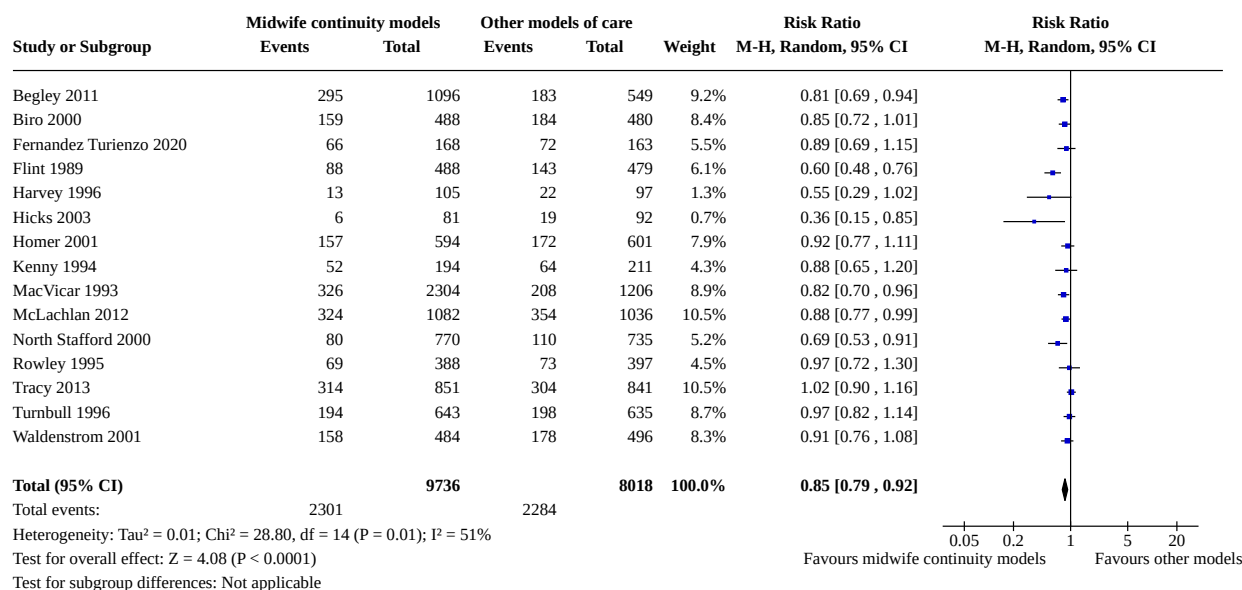 Midwife continuity models Other models of care Risk Ratio Risk Ratio
Study or Subgroup Events Total Events Total Weight M-H, Random, 95% CI M-H, Random, 95% CI
Begley 2011 295 1096 183 549 9.2% 0.81 [0.69 , 0.94]
Biro 2000 159 488 184 480 8.4% 0.85 [0.72 , 1.01]
Fernandez Turienzo 2020 66 168 72 163 5.5% 0.89 [0.69 , 1.15]
Flint 1989 88 488 143 479 6.1% 0.60 [0.48 , 0.76]
Harvey 1996 13 105 22 97 1.3% 0.55 [0.29 , 1.02]
Hicks 2003 6 81 19 92 0.7% 0.36 [0.15 , 0.85]
Homer 2001 157 594 172 601 7.9% 0.92 [0.77 , 1.11]
Kenny 1994 52 194 64 211 4.3% 0.88 [0.65 , 1.20]
MacVicar 1993 326 2304 208 1206 8.9% 0.82 [0.70 , 0.96]
McLachlan 2012 324 1082 354 1036 10.5% 0.88 [0.77 , 0.99]
North Stafford 2000 80 770 110 735 5.2% 0.69 [0.53 , 0.91]
Rowley 1995 69 388 73 397 4.5% 0.97 [0.72 , 1.30]
Tracy 2013 314 851 304 841 10.5% 1.02 [0.90 , 1.16]
Turnbull 1996 194 643 198 635 8.7% 0.97 [0.82 , 1.14]
Waldenstrom 2001 158 484 178 496 8.3% 0.91 [0.76 , 1.08]
Total (95% CI) 9736 8018 100.0% 0.85 [0.79 , 0.92]
Total events: 2301 2284
Heterogeneity: Tau² = 0.01; Chi² = 28.80, df = 14 (P = 0.01); I² = 51%
0.05 0.2 1 5 20
Test for overall effect: Z = 4.08 (P < 0.0001) Favours midwife continuity models Favours other models
Test for subgroup differences: Not applicable